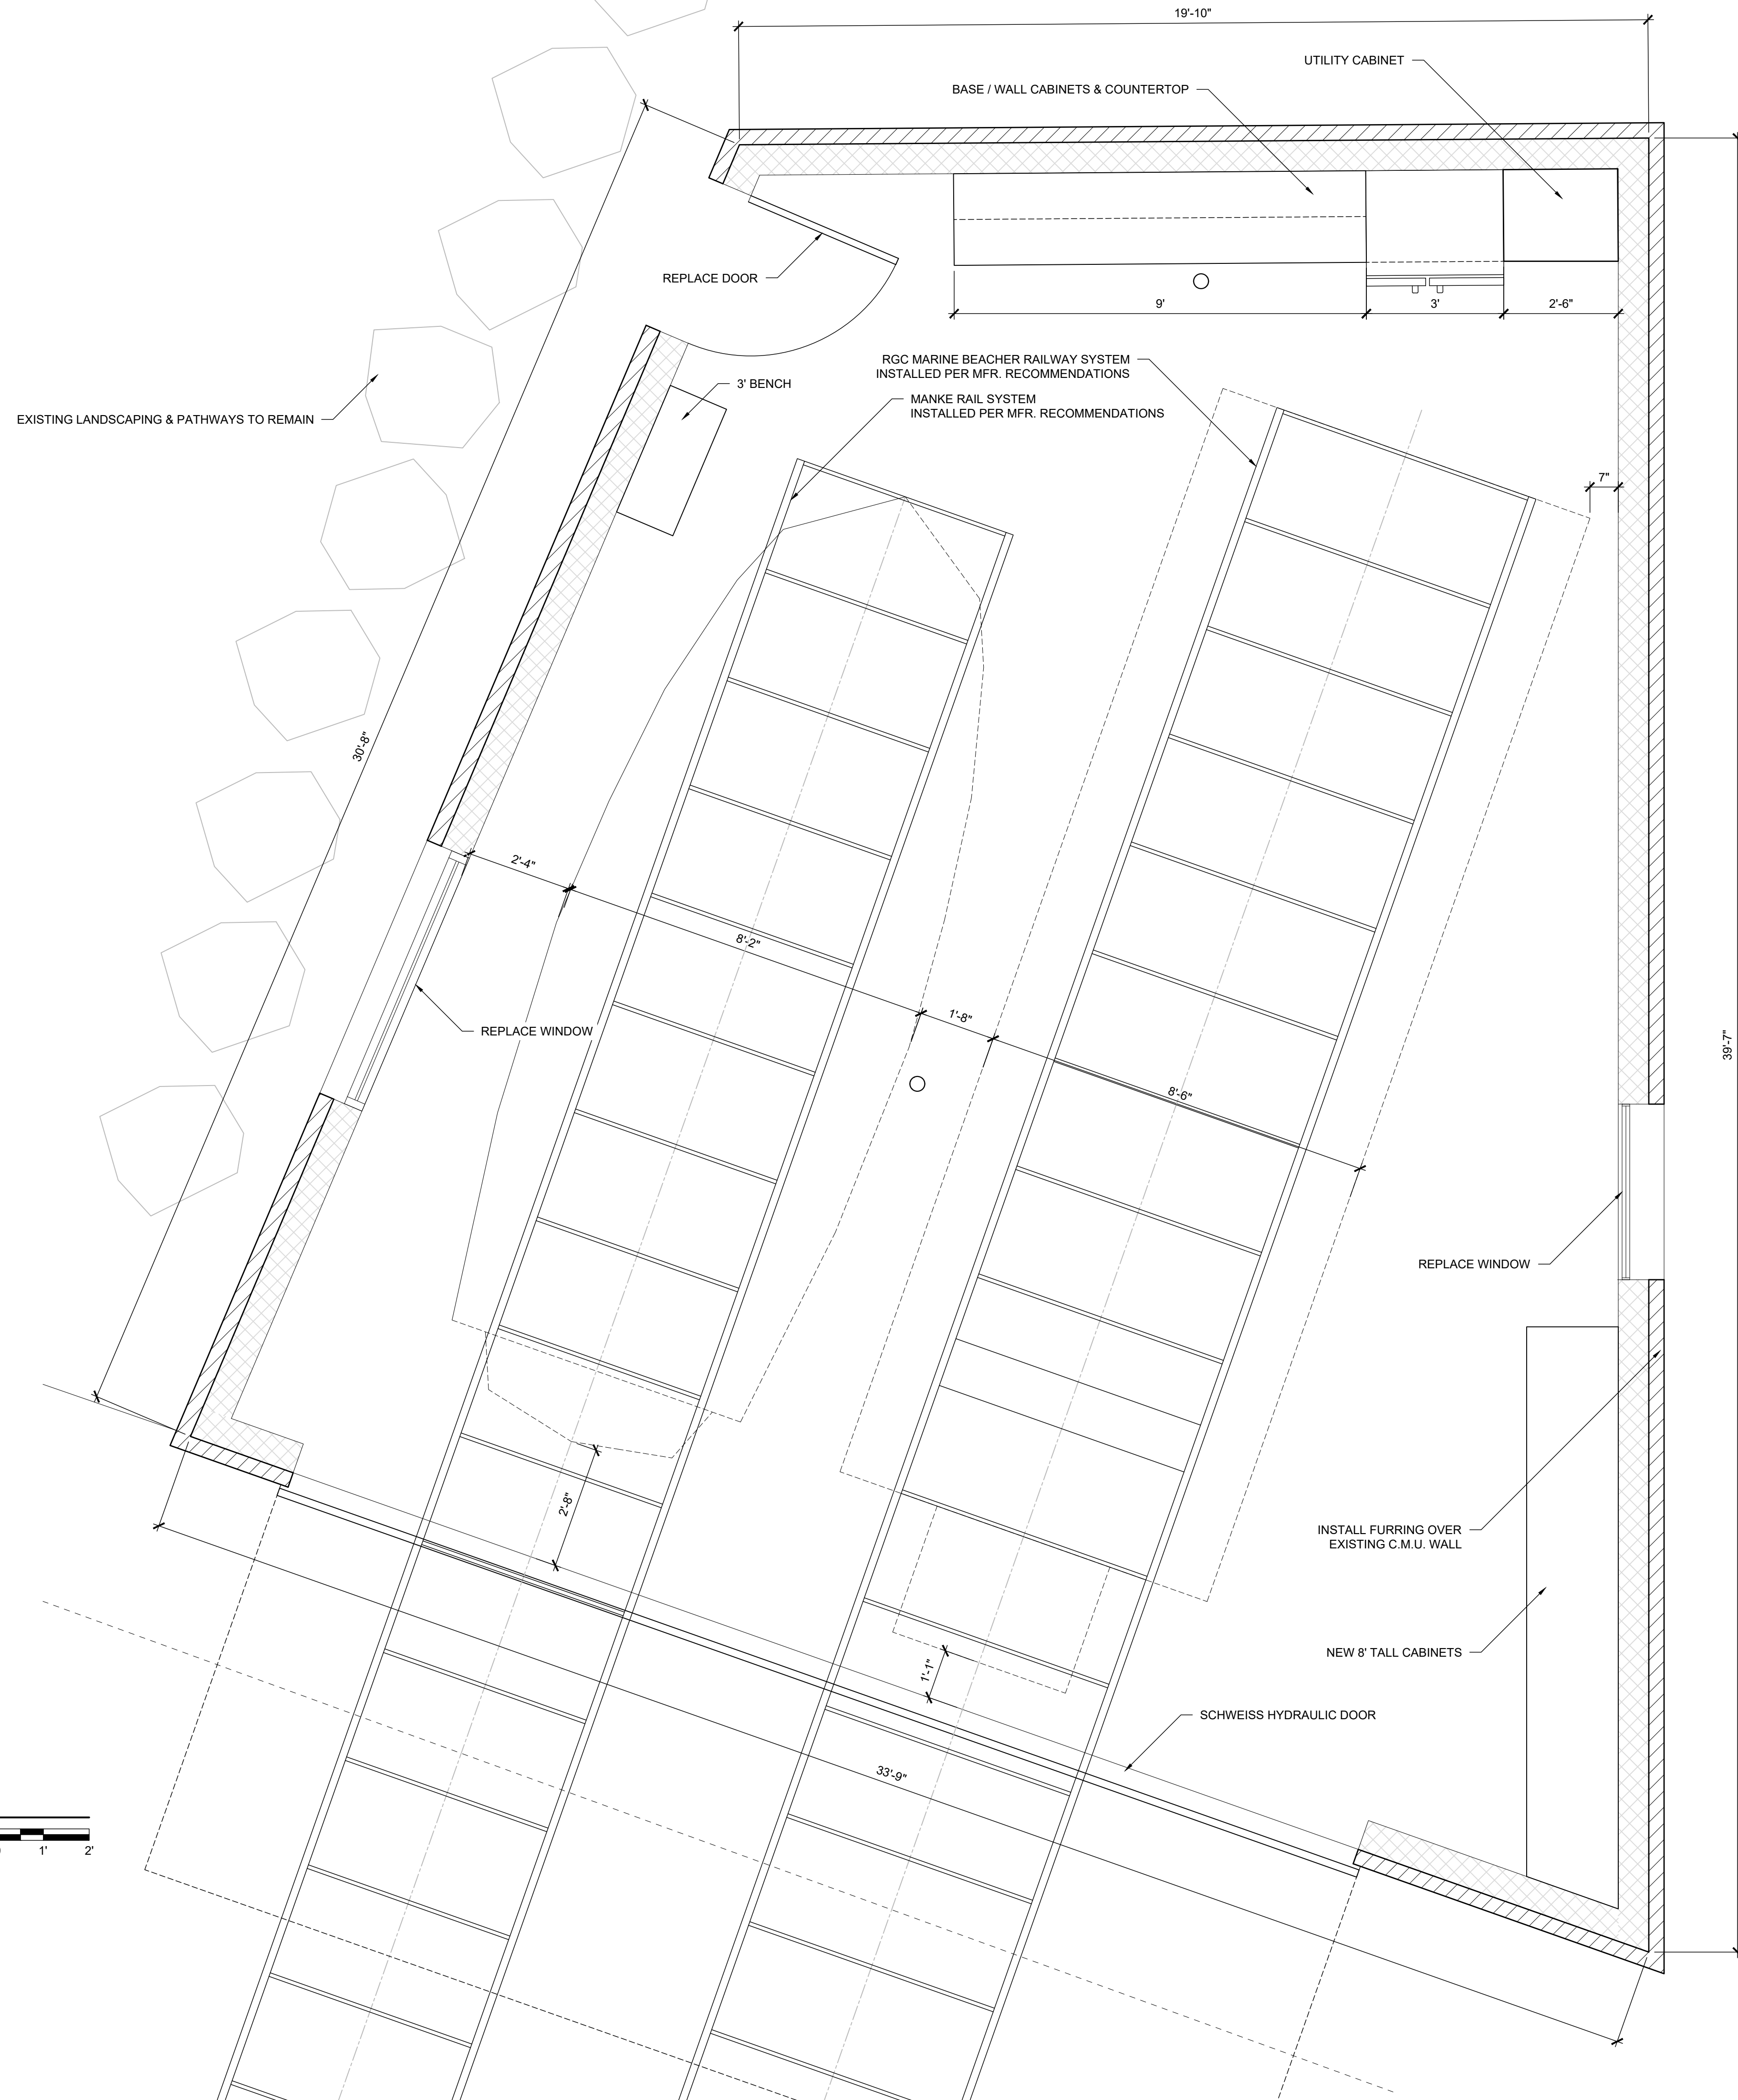 19'-10"
UTILITY CABINET
BASE / WALL CABINETS & COUNTERTOP
REPLACE DOOR
9'
3'
2'-6"
RGC MARINE BEACHER RAILWAY SYSTEM
INSTALLED PER MFR. RECOMMENDATIONS
3' BENCH
MANKE RAIL SYSTEM
INSTALLED PER MFR. RECOMMENDATIONS
EXISTING LANDSCAPING & PATHWAYS TO REMAIN
7"
30'-8"
2'-4"
8'-2"
1'-8"
REPLACE WINDOW
39'-7"
8'-6"
REPLACE WINDOW
2'-8"
INSTALL FURRING OVER
EXISTING C.M.U. WALL
NEW 8' TALL CABINETS
1'-1"
SCHWEISS HYDRAULIC DOOR
33'-9"
1'
2'